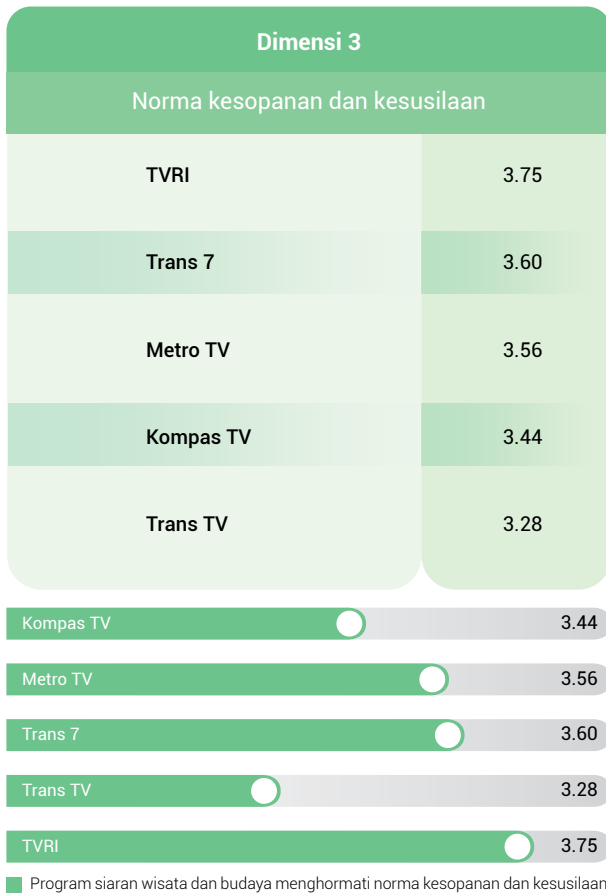 Dimensi 3
Norma kesopanan dan kesusilaan
TVRI 3.75
Trans 7 3.60
Metro TV 3.56
Kompas TV 3.44
Trans TV 3.28
Kompas TV 3.44
Metro TV 3.56
Trans 7 3.60
Trans TV 3.28
TVRI 3.75
Program siaran wisata dan budaya menghormati norma kesopanan dan kesusilaan